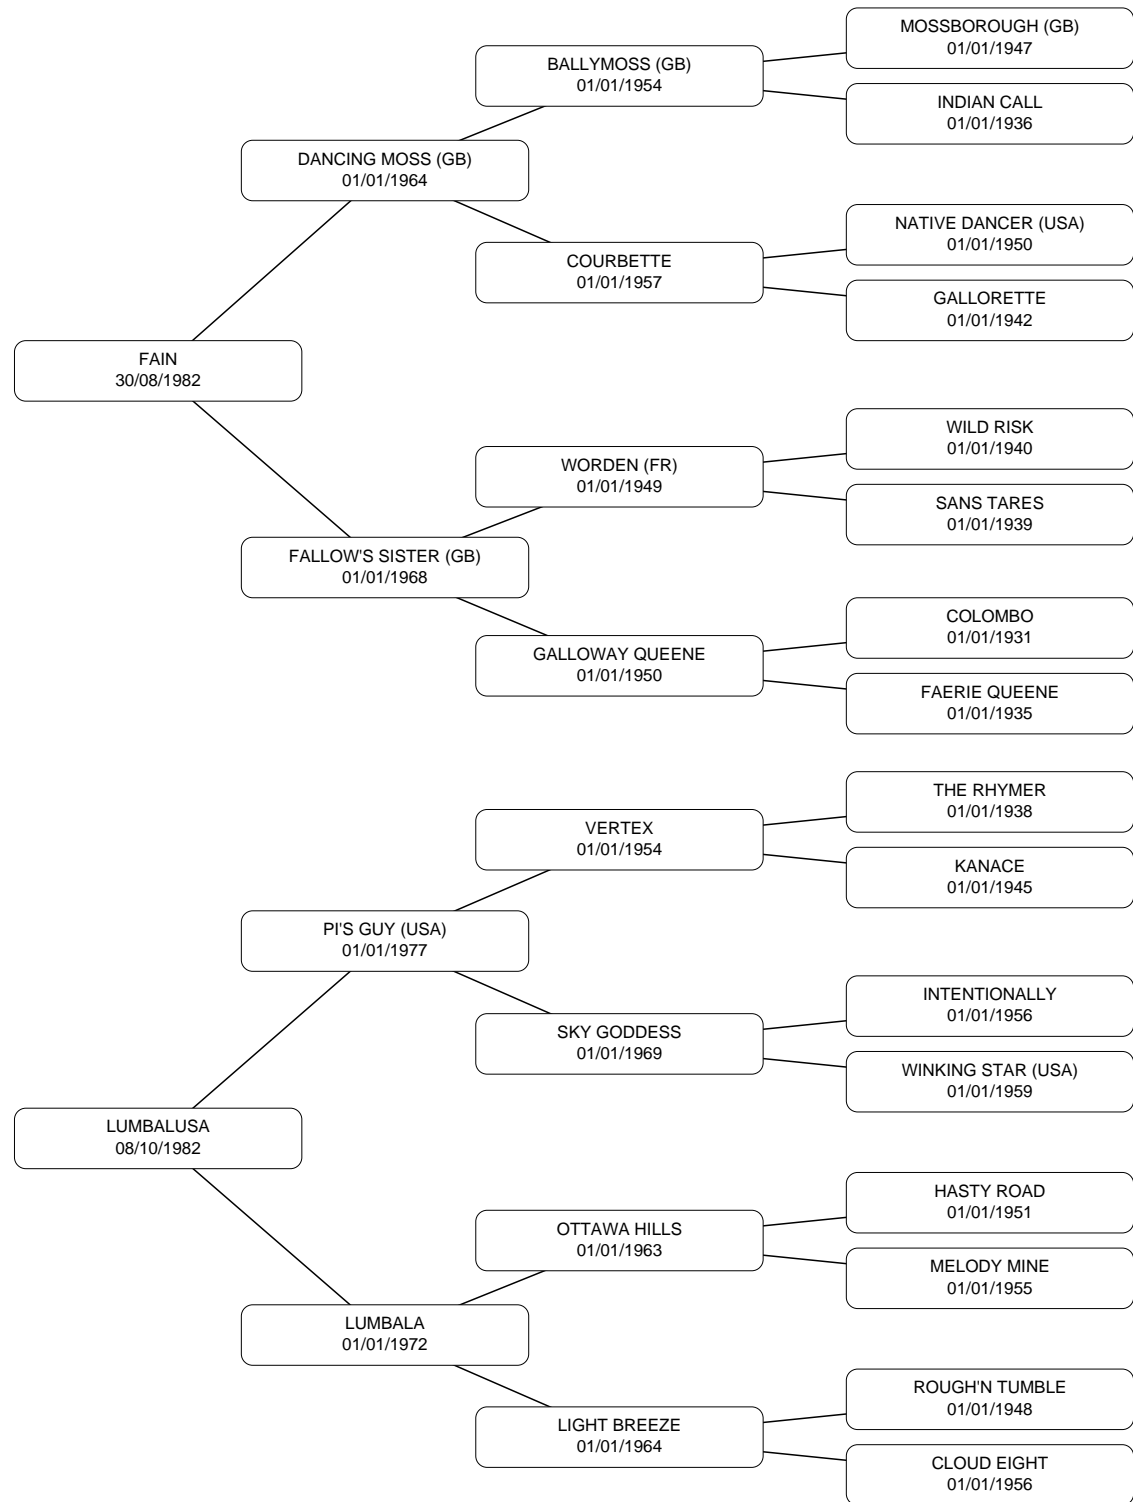 MOSSBOROUGH (GB)
01/01/1947
BALLYMOSS (GB)
01/01/1954
INDIAN CALL
01/01/1936
DANCING MOSS (GB)
01/01/1964
NATIVE DANCER (USA)
01/01/1950
COURBETTE
01/01/1957
GALLORETTE
01/01/1942
FAIN
30/08/1982
WILD RISK
01/01/1940
WORDEN (FR)
01/01/1949
SANS TARES
01/01/1939
FALLOW'S SISTER (GB)
01/01/1968
COLOMBO
01/01/1931
GALLOWAY QUEENE
01/01/1950
FAERIE QUEENE
01/01/1935
THE RHYMER
01/01/1938
VERTEX
01/01/1954
KANACE
01/01/1945
PI'S GUY (USA)
01/01/1977
INTENTIONALLY
01/01/1956
SKY GODDESS
01/01/1969
WINKING STAR (USA)
01/01/1959
LUMBALUSA
08/10/1982
HASTY ROAD
01/01/1951
OTTAWA HILLS
01/01/1963
MELODY MINE
01/01/1955
LUMBALA
01/01/1972
ROUGH'N TUMBLE
01/01/1948
LIGHT BREEZE
01/01/1964
CLOUD EIGHT
01/01/1956